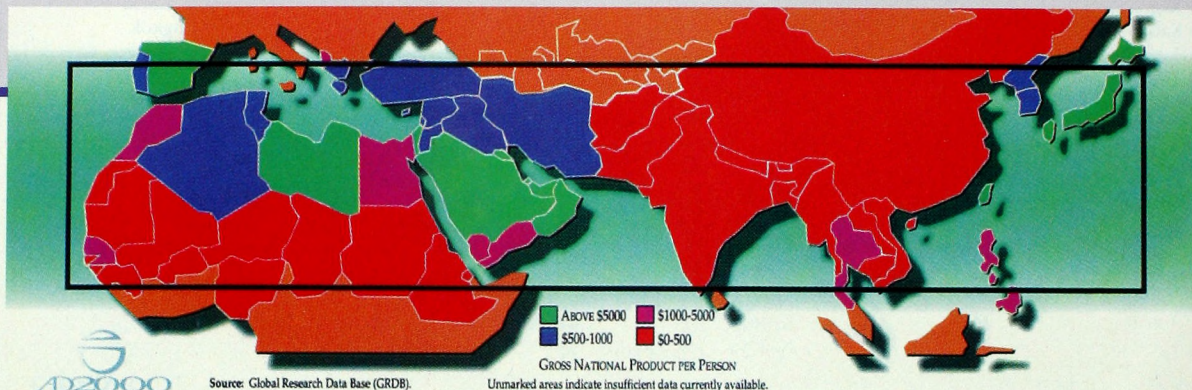 ABOVE $5000
$1000-5000
$500-1000
$0-500
GROSS NATIONAL PRODUCT PER PERSON
AD2000
Source: Global Research Data Base (GRDB).
Unmarked areas indicate insufficient data currently available.